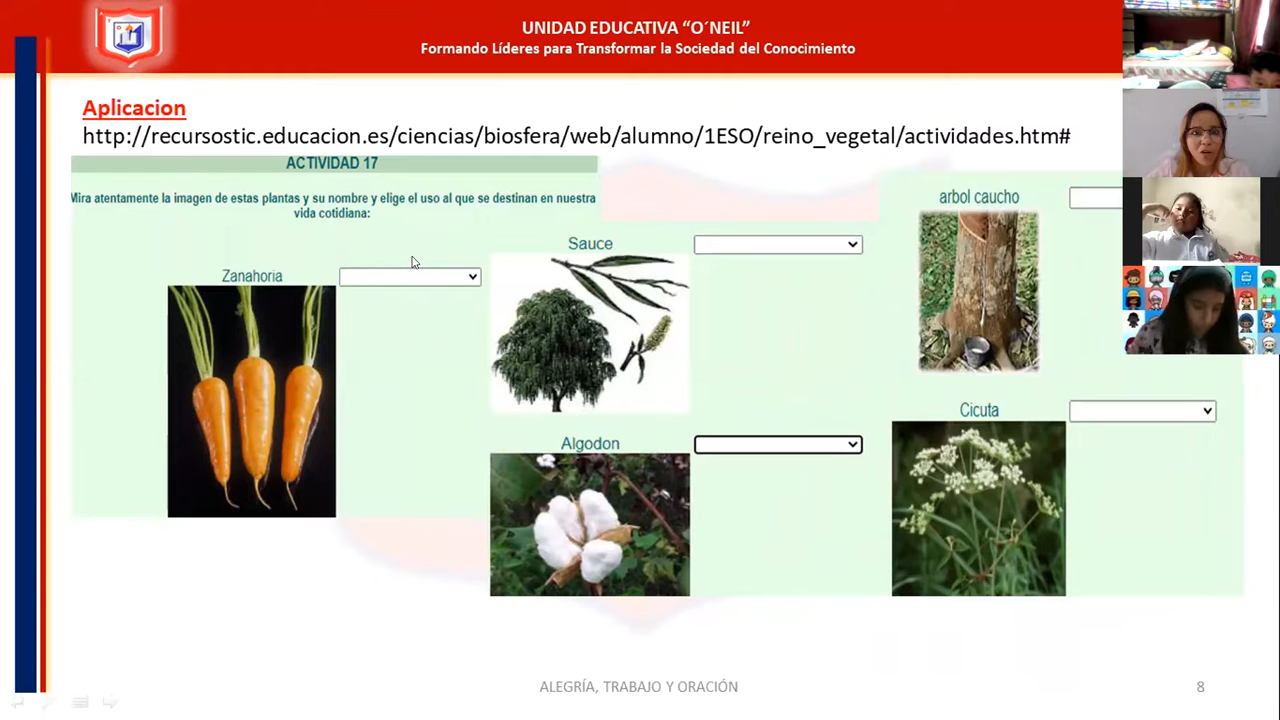 UNIDAD EDUCATIVA “O´NEIL”
Formando Líderes para Transformar la Sociedad del Conocimiento
Aplicacion
http://recursostic.educacion.es/ciencias/biosfera/web/alumno/1ESO/reino_vegetal/actividades.htm#
ACTIVIDAD 17
Mira atentamente la imagen de estas plantas y su nombre y elige el uso al que se destinan en nuestra
vida cotidiana:
Zanahoria
Sauce
Algodon
arbol caucho
Cicuta
ALEGRÍA, TRABAJO Y ORACIÓN
8